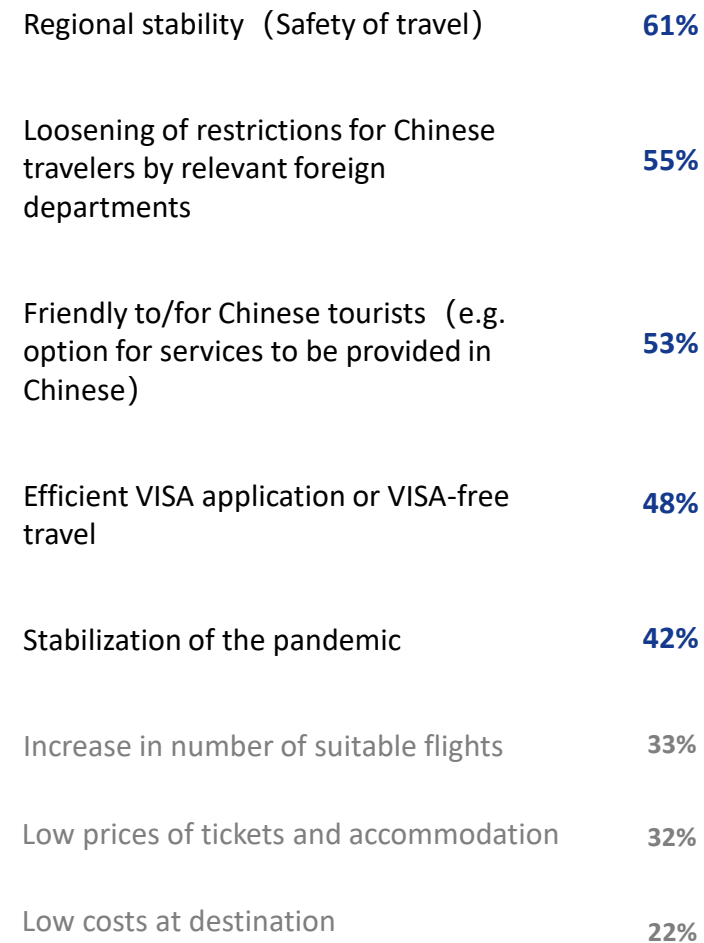 Regional stability（Safety of travel） 61%
Loosening of restrictions for Chinese
travelers by relevant foreign 55%
departments
Friendly to/for Chinese tourists（e.g.
option for services to be provided in 53%
Chinese）
Efficient VISA application or VISA-free 48%
travel
Stabilization of the pandemic 42%
Increase in number of suitable flights 33%
Low prices of tickets and accommodation 32%
Low costs at destination 22%